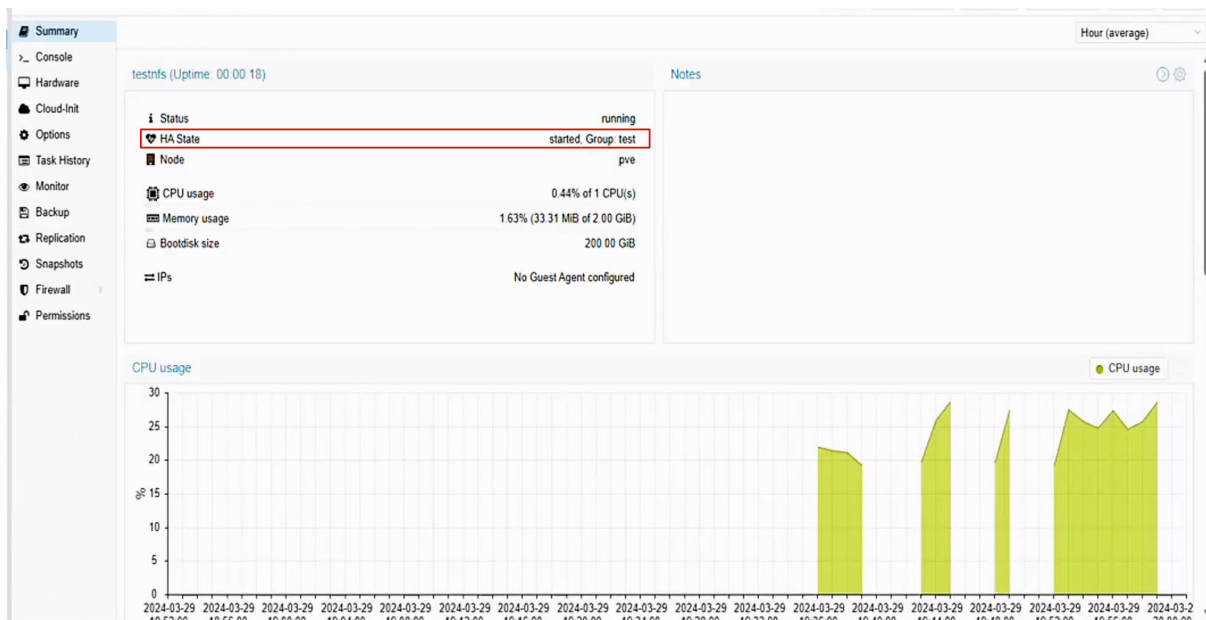 Summary
Console
Hardware
Cloud-Init
Options
Task History
Monitor
Backup
Replication
Snapshots
Firewall
Permissions
Hour (average)
testnfs (Uptime: 00:00:18)
Status running
HA State started, Group: test
Node pve
CPU usage 0.44% of 1 CPU(s)
Memory usage 1.63% (33.31 MiB of 2.00 GiB)
Bootdisk size 200.00 GiB
IPs No Guest Agent configured
Notes
CPU usage
CPU usage
%
30
25
20
15
10
5
0
2024-03-29 2024-03-29 2024-03-29 2024-03-29 2024-03-29 2024-03-29 2024-03-29 2024-03-29 2024-03-29 2024-03-29 2024-03-29 2024-03-29 2024-03-29 2024-03-29 2024-03-29 2024-03-29 2024-03-29 2024-03-2